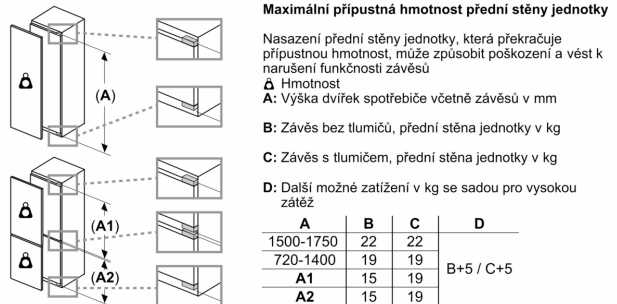 Maximální přípustná hmotnost přední stěny jednotky
Nasazení přední stěny jednotky, která překračuje
přípustnou hmotnost, může způsobit poškození a vést k
narušení funkčnosti závěsů
Hmotnost
A: Výška dvířek spotřebiče včetně závěsů v mm
B: Závěs bez tlumičů, přední stěna jednotky v kg
C: Závěs s tlumičem, přední stěna jednotky v kg
D: Další možné zatížení v kg se sadou pro vysokou
zátěž
A B C D
1500-1750 22 22
720-1400 19 19
B+5 / C+5
A1 15 19
A2 15 19
(A)
(A1)
(A2)